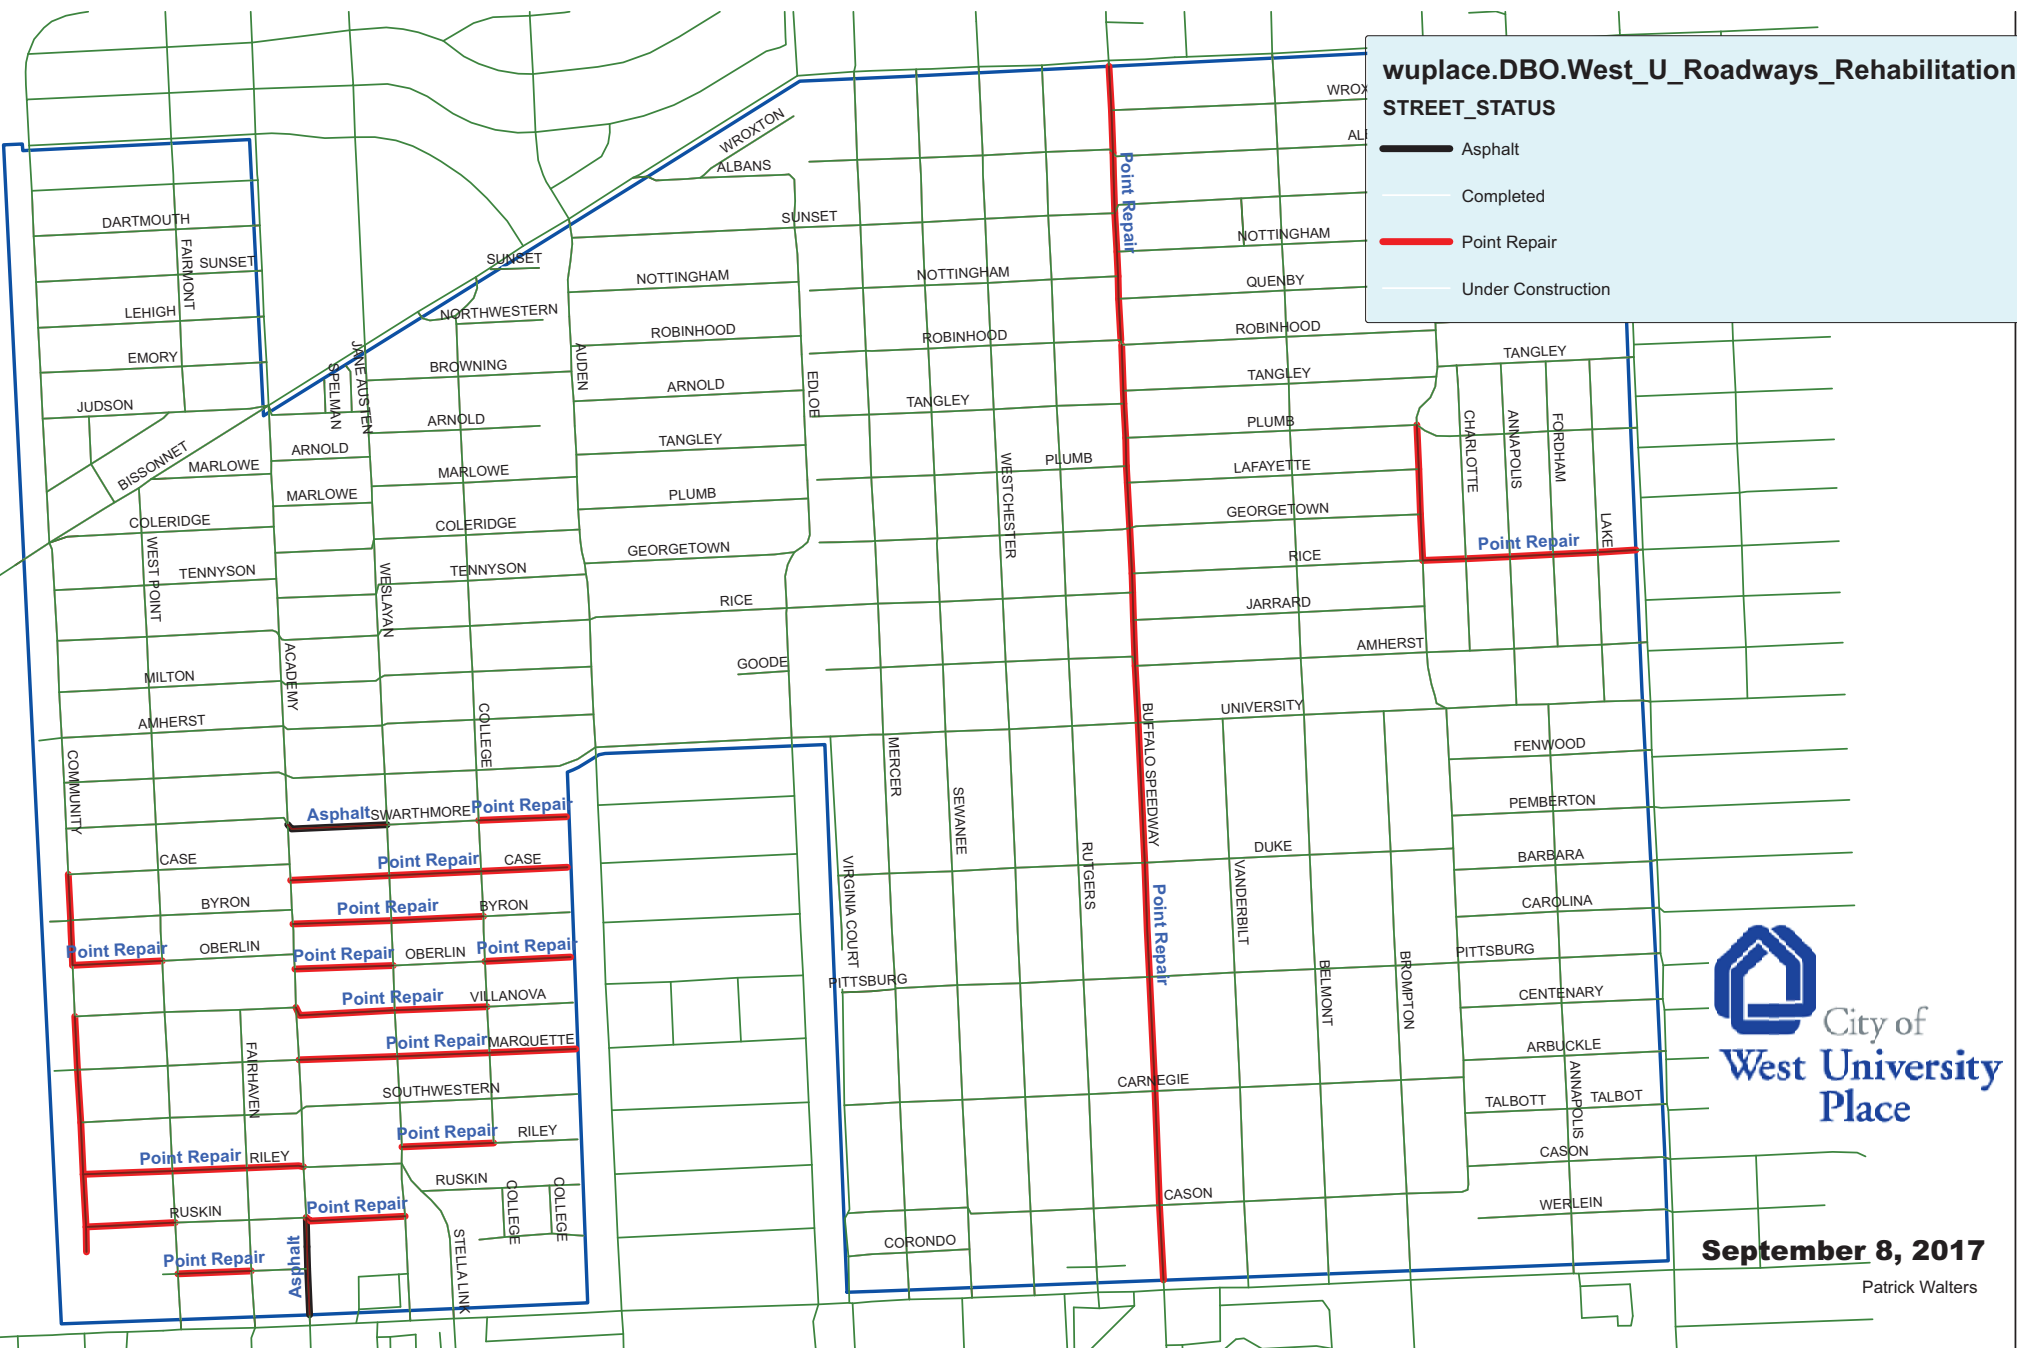 wuplace.DBO.West_U_Roadways_Rehabilitation
STREET_STATUS
Asphalt
Completed
Point Repair
Under Construction
WROXTON
ALBANS
SUNSET
DARTMOUTH
FAIRMONT
SUNSET
LEHIGH
EMORY
JUDSON
BISSONNET
SUNSET
NORTHWESTERN
BROWNING
ARNOLD
SPELMAN
JANE AUSTEN
AUDEN
NOTTINGHAM
ROBINHOOD
ARNOLD
TANGLEY
PLUMB
GEORGETOWN
RICE
GOODE
EDLOE
NOTTINGHAM
ROBINHOOD
TANGLEY
PLUMB
WESTCHESTER
Point Repair
NOTTINGHAM
QUENBY
ROBINHOOD
TANGLEY
PLUMB
LAFAYETTE
GEORGETOWN
RICE
JARRARD
AMHERST
UNIVERSITY
TANGLEY
CHARLOTTE
ANNAPOLIS
FORDHAM
LAKE
Point Repair
MARLOWE
ARNOLD
MARLOWE
MARLOWE
COLERIDGE
COLERIDGE
WEST POINT
TENNYSON
TENNYSON
WESLAYAN
ACADEMY
MILTON
AMHERST
COLLEGE
COMMUNITY
Asphalt
SWARTHMORE
Point Repair
CASE
Point Repair
CASE
BYRON
Point Repair
BYRON
Point Repair
OBERLIN
Point Repair
OBERLIN
Point Repair
Point Repair
VILLANOVA
Point Repair
MARQUETTE
FAIRHAVEN
SOUTHWESTERN
Point Repair
RILEY
Point Repair
RILEY
RUSKIN
COLLEGE
COLLEGE
RUSKIN
Point Repair
Point Repair
Asphalt
STELLA LINK
MERCER
SEWANEE
RUTGERS
VIRGINIA COURT
PITTSBURG
BUFFALO SPEEDWAY
Point Repair
DUKE
VANDERBILT
BELMONT
BROMPTON
CARNEGIE
CASON
CORONDO
FENWOOD
PEMBERTON
BARBARA
CAROLINA
PITTSBURG
CENTENARY
ARBUCKLE
ANNAPOLIS
TALBOTT
TALBOT
CASON
WERLEIN
City of
West University
Place
September 8, 2017
Patrick Walters